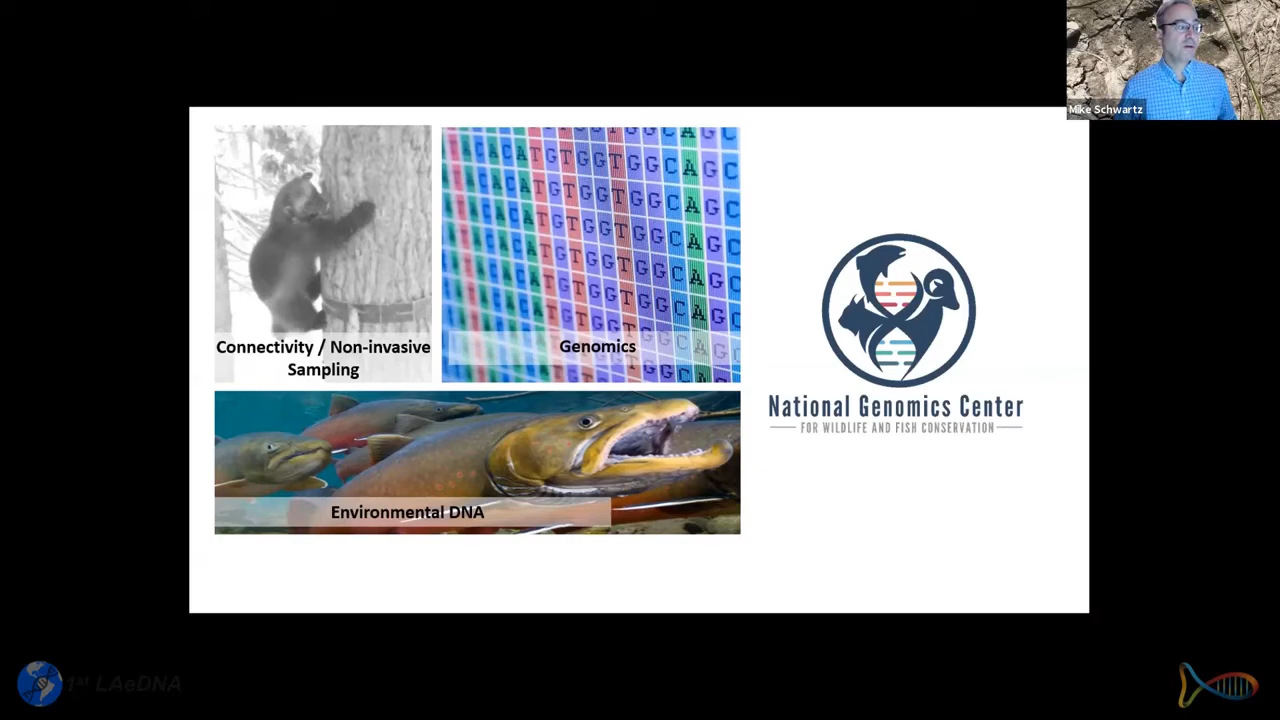 Mike Schwartz
Connectivity / Non-invasive
Sampling
Genomics
Environmental DNA
National Genomics Center
FOR WILDLIFE AND FISH CONSERVATION
1st LAeDNA